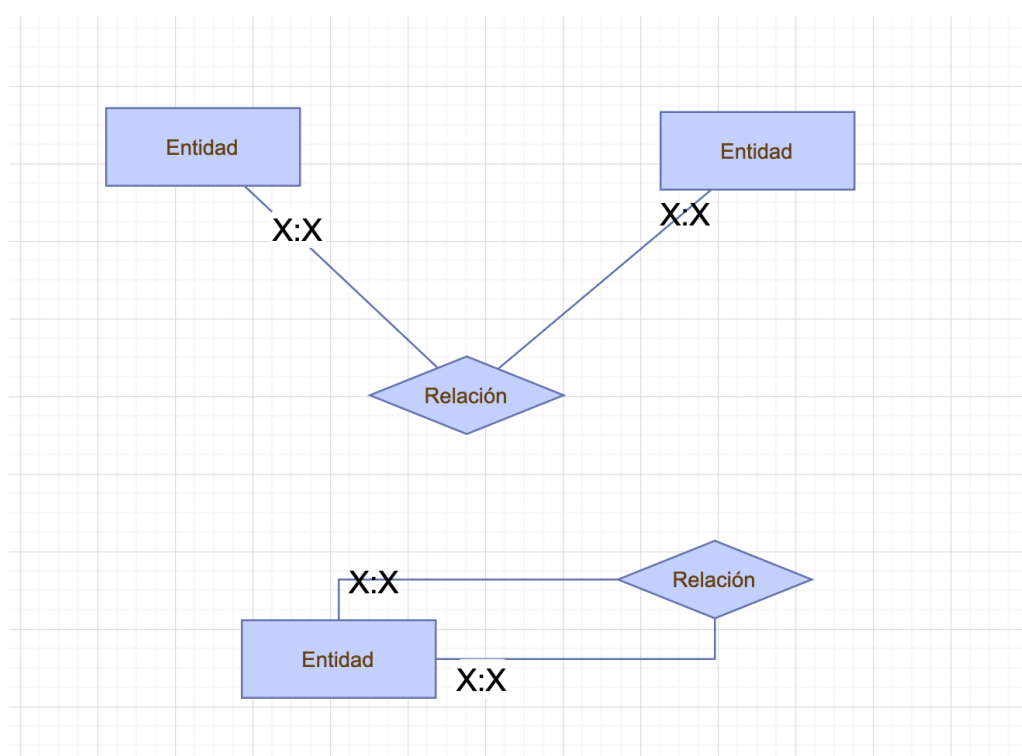 Entidad
Entidad
X:X
X:X
Relación
X:X
Relación
Entidad
X:X